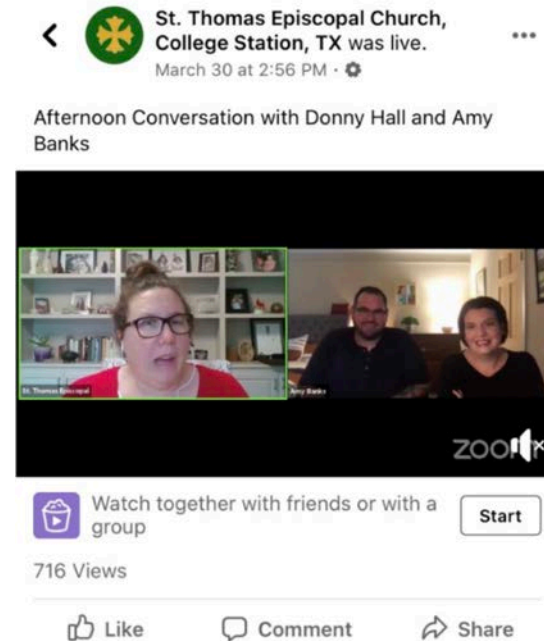 St. Thomas Episcopal Church,
College Station, TX was live.
March 30 at 2:56 PM ·
Afternoon Conversation with Donny Hall and Amy
Banks
St. Thomas Episcopal
Amy Banks
zoom
Watch together with friends or with a
group
Start
716 Views
Like
Comment
Share